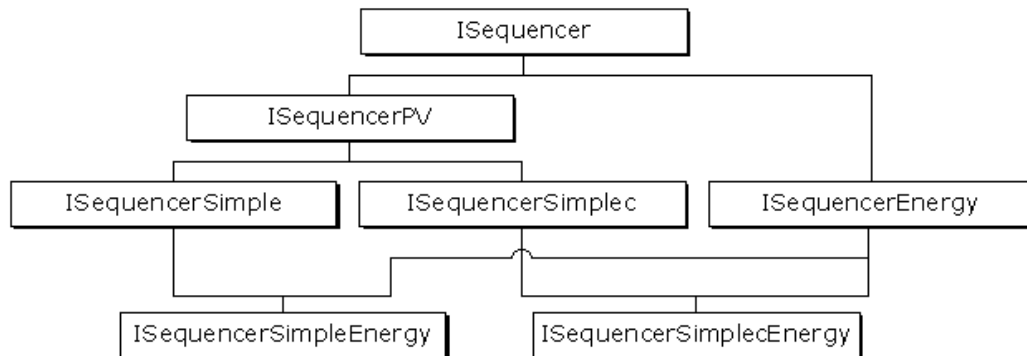 ISequencer
ISequencerPV
ISequencerSimple
ISequencerSimplec
ISequencerEnergy
ISequencerSimpleEnergy
ISequencerSimplecEnergy